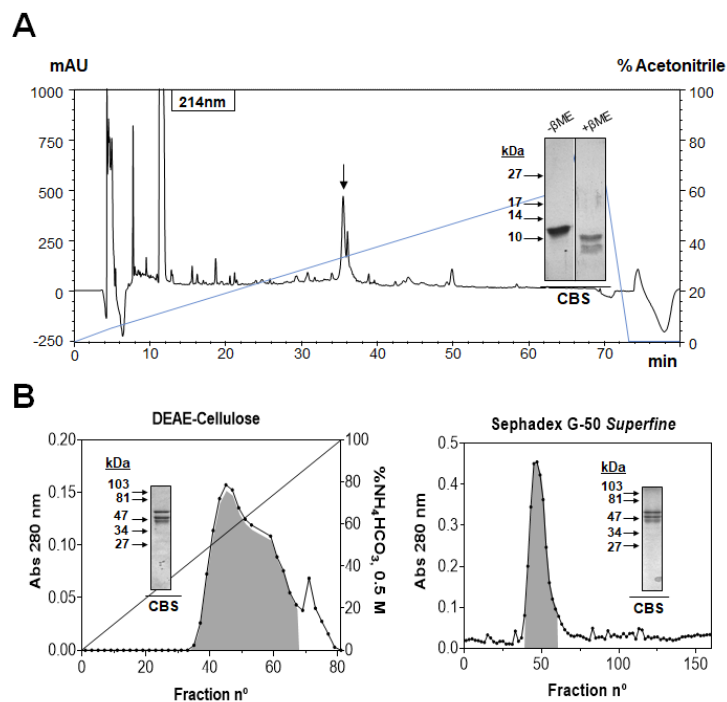 A
mAU
% Acetonitrile
214nm
1000
750
500
250
0
-250
100
80
60
40
20
0
-βME
+βME
kDa
27
17
14
10
CBS
0 10 20 30 40 50 60 70
min
B
DEAE-Cellulose
Abs 280 nm
0.20
0.15
0.10
0.05
0.00
kDa
103
81
47
34
27
CBS
100
80
60
40
20
0
%NH4HCO3, 0.5 M
0 10 20 30 40 50 60 70 80
Fraction nº
Sephadex G-50 Superfine
Abs 280 nm
0.5
0.4
0.3
0.2
0.1
0.0
kDa
103
81
47
34
27
CBS
0 50 100 150
Fraction nº